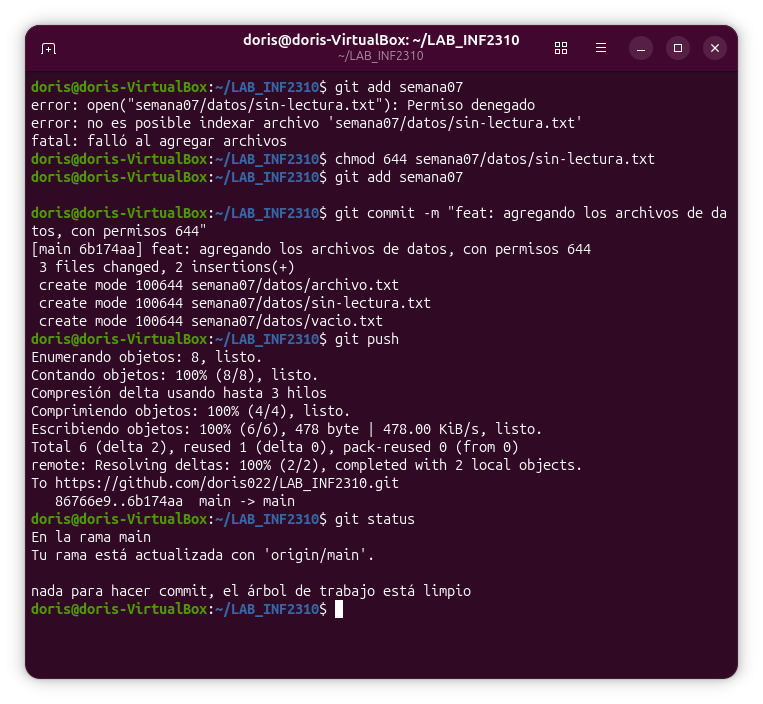 doris@doris-VirtualBox: ~/LAB_INF2310
~/LAB_INF2310
doris@doris-VirtualBox:~/LAB_INF2310$ git add semana07
error: open("semana07/datos/sin-lectura.txt"): Permiso denegado
error: no es posible indexar archivo 'semana07/datos/sin-lectura.txt'
fatal: falló al agregar archivos
doris@doris-VirtualBox:~/LAB_INF2310$ chmod 644 semana07/datos/sin-lectura.txt
doris@doris-VirtualBox:~/LAB_INF2310$ git add semana07
doris@doris-VirtualBox:~/LAB_INF2310$ git commit -m "feat: agregando los archivos de da
tos, con permisos 644"
[main 6b174aa] feat: agregando los archivos de datos, con permisos 644
 3 files changed, 2 insertions(+)
 create mode 100644 semana07/datos/archivo.txt
 create mode 100644 semana07/datos/sin-lectura.txt
 create mode 100644 semana07/datos/vacio.txt
doris@doris-VirtualBox:~/LAB_INF2310$ git push
Enumerando objetos: 8, listo.
Contando objetos: 100% (8/8), listo.
Compresión delta usando hasta 3 hilos
Comprimiendo objetos: 100% (4/4), listo.
Escribiendo objetos: 100% (6/6), 478 byte | 478.00 KiB/s, listo.
Total 6 (delta 2), reused 1 (delta 0), pack-reused 0 (from 0)
remote: Resolving deltas: 100% (2/2), completed with 2 local objects.
To https://github.com/doris022/LAB_INF2310.git
   86766e9..6b174aa  main -> main
doris@doris-VirtualBox:~/LAB_INF2310$ git status
En la rama main
Tu rama está actualizada con 'origin/main'.
nada para hacer commit, el árbol de trabajo está limpio
doris@doris-VirtualBox:~/LAB_INF2310$